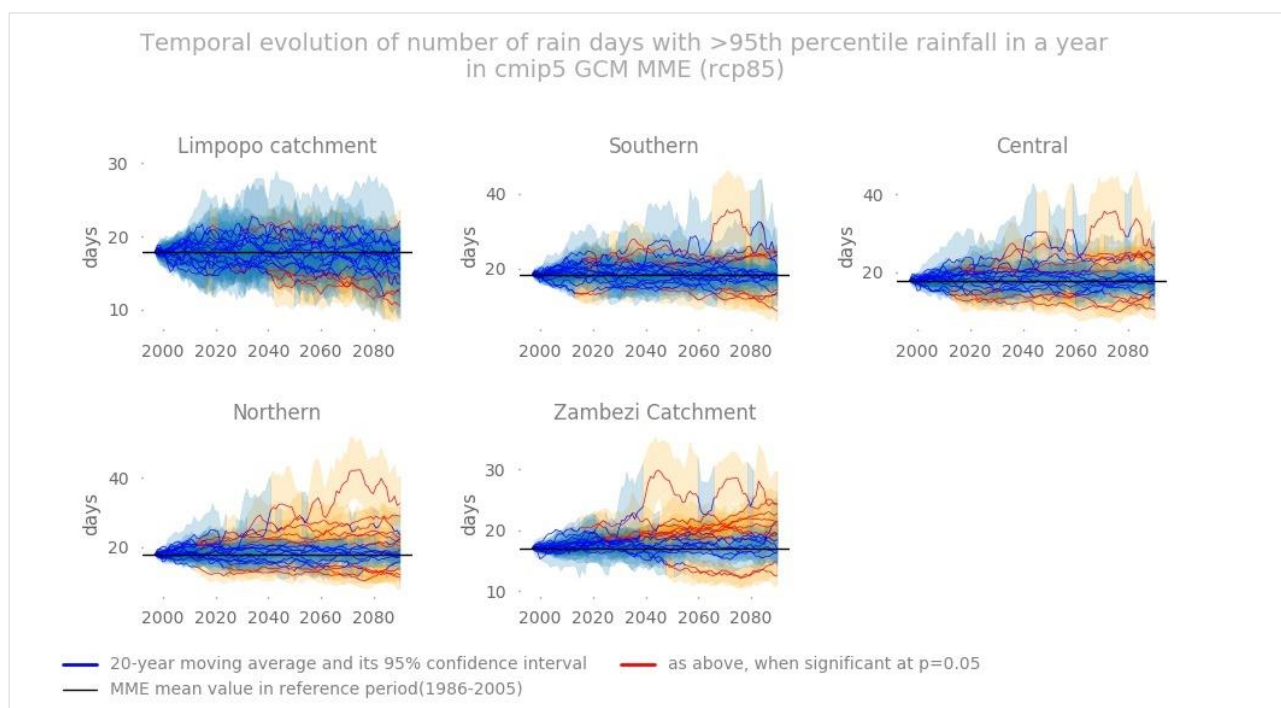 Temporal evolution of number of rain days with >95th percentile rainfall in a year
in cmip5 GCM MME (rcp85)
Limpopo catchment
30
20
10
days
2000 2020 2040 2060 2080
Southern
40
20
days
2000 2020 2040 2060 2080
Central
40
20
days
2000 2020 2040 2060 2080
Northern
40
20
days
2000 2020 2040 2060 2080
Zambezi Catchment
30
20
10
days
2000 2020 2040 2060 2080
20-year moving average and its 95% confidence interval
as above, when significant at p=0.05
MME mean value in reference period(1986-2005)